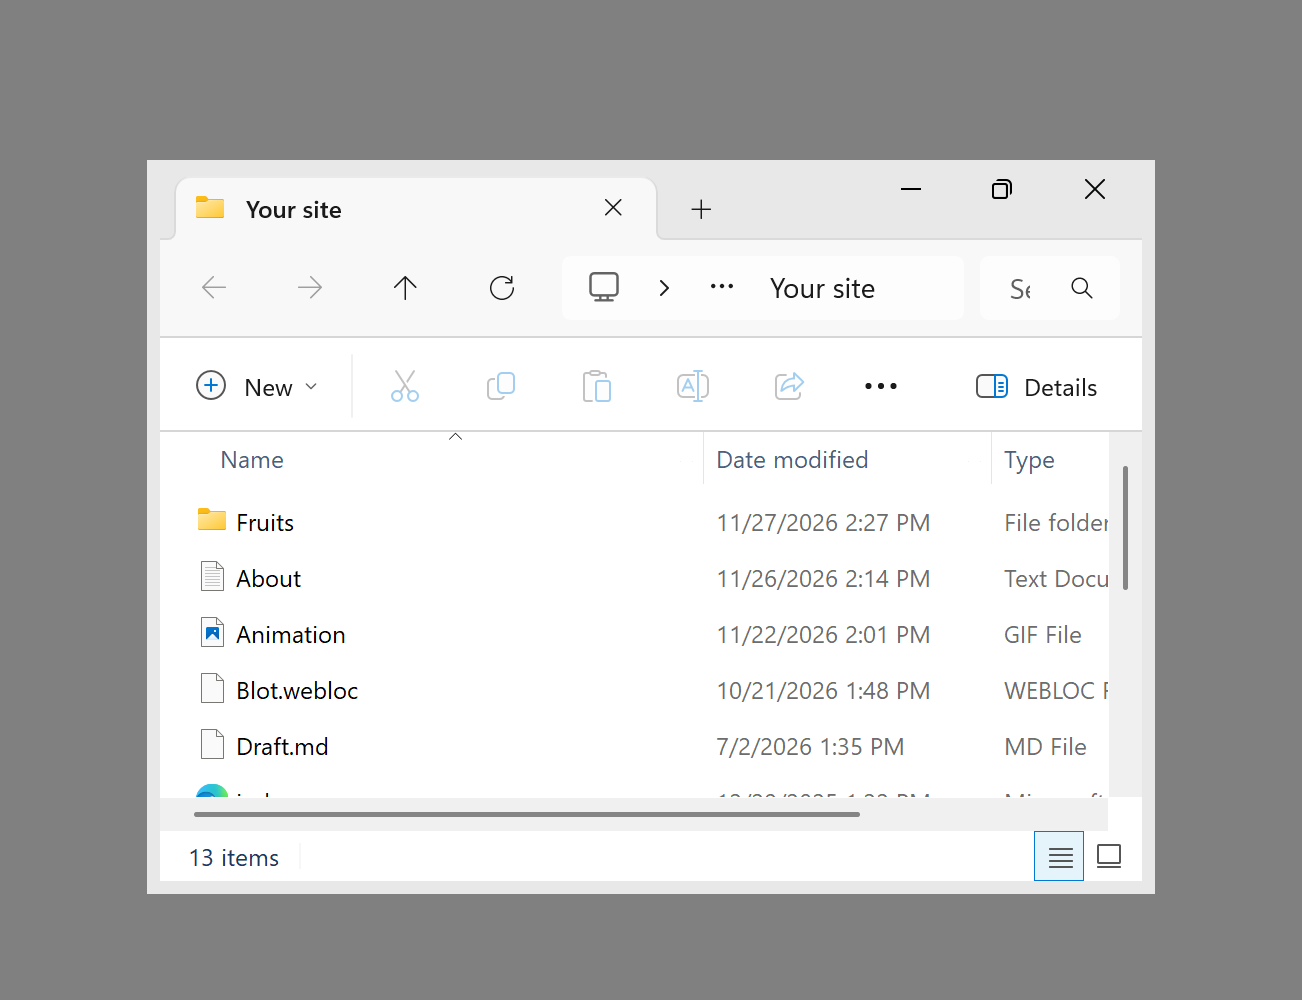 Your site
Your site
New
Details
Name
Date modified
Type
Fruits
11/27/2026 2:27 PM
File folder
About
11/26/2026 2:14 PM
Text Docu
Animation
11/22/2026 2:01 PM
GIF File
Blot.webloc
10/21/2026 1:48 PM
WEBLOC
Draft.md
7/2/2026 1:35 PM
MD File
13 items